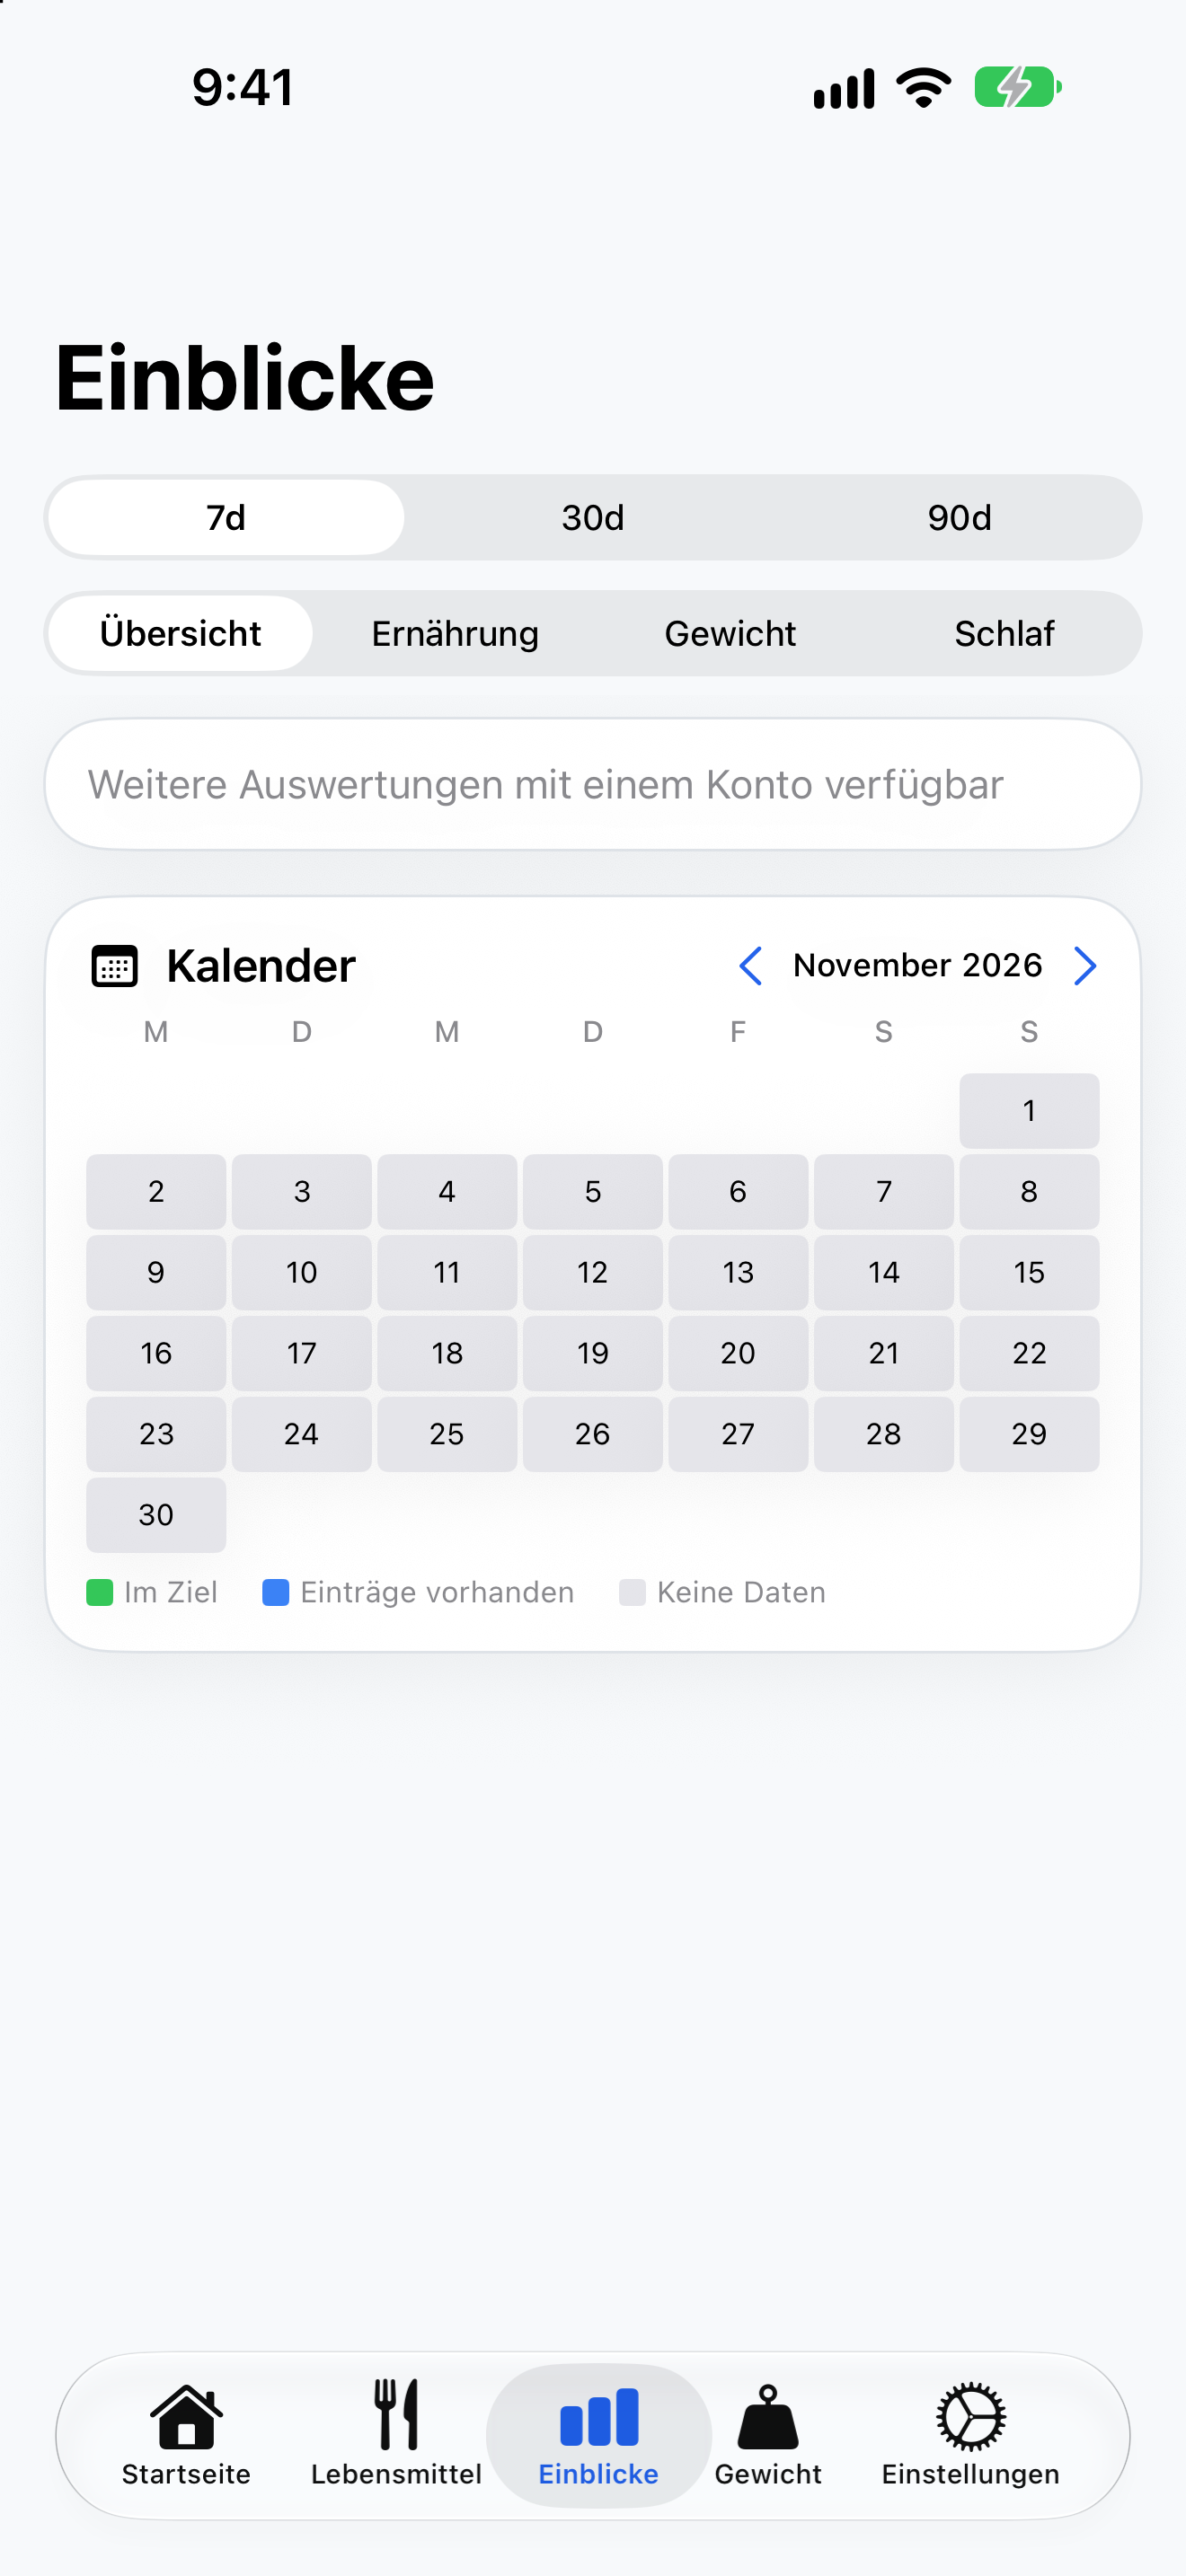 9:41
Einblicke
7d 30d 90d
Übersicht Ernährung Gewicht Schlaf
Weitere Auswertungen mit einem Konto verfügbar
Kalender November 2026
M D M D F S S
1
2 3 4 5 6 7 8
9 10 11 12 13 14 15
16 17 18 19 20 21 22
23 24 25 26 27 28 29
30
Im Ziel Einträge vorhanden Keine Daten
Startseite Lebensmittel Einblicke Gewicht Einstellungen